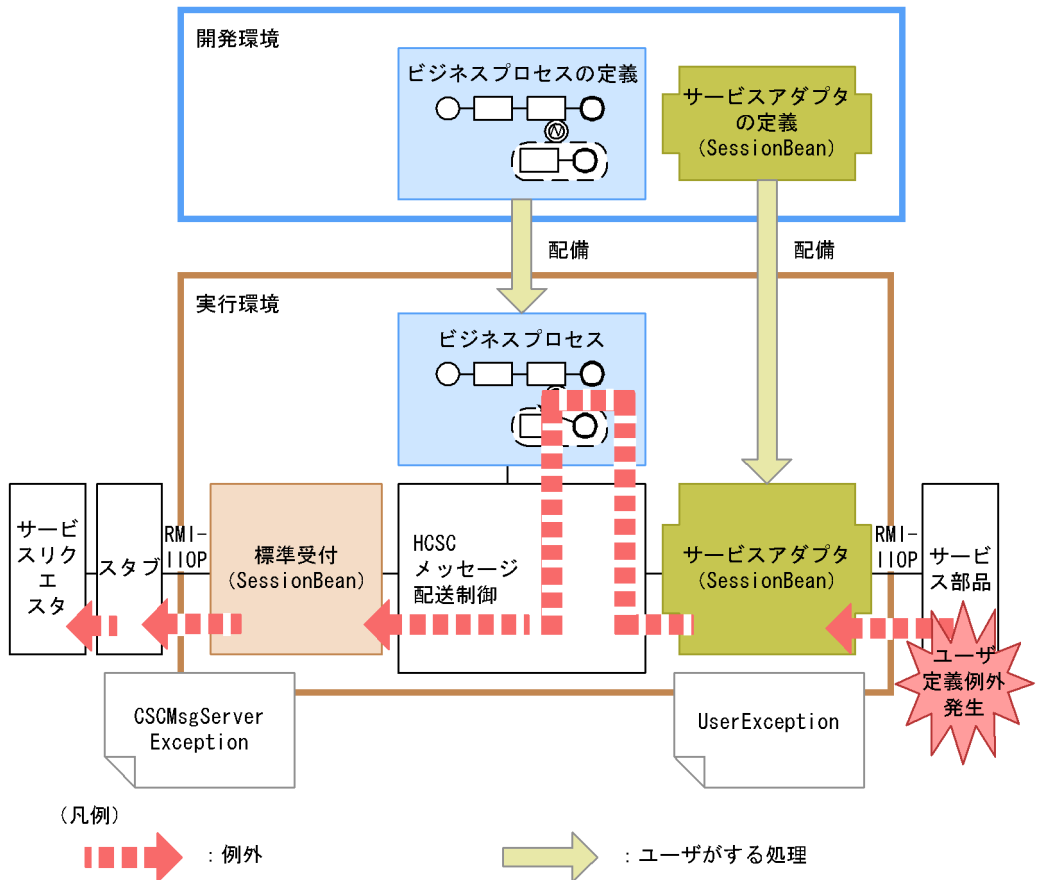 開発環境
ビジネスプロセスの定義
サービスアダプタ
の定義
(SessionBean)
配備
配備
実行環境
ビジネスプロセス
サービ
スリク
エ
スタ
スタブ
RMI-
IIOP
標準受付
(SessionBean)
HCSC
メッセージ
配送制御
サービスアダプタ
(SessionBean)
RMI-
IIOP
サービ
ス部品
ユーザ
定義例外
発生
CSCMsgServer
Exception
UserException
(凡例)
:例外
:ユーザがする処理